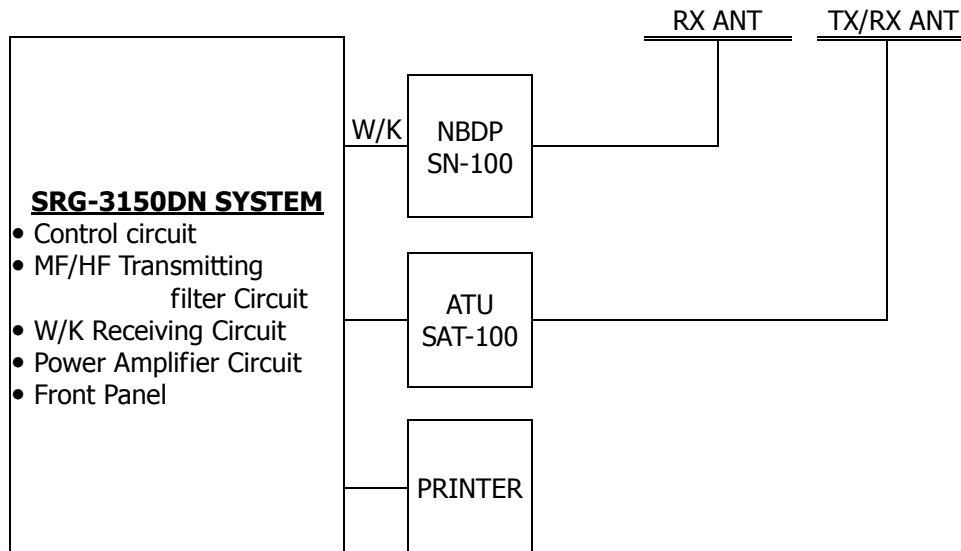 RX ANT
TX/RX ANT
W/K
NBDP
SN-100
SRG-3150DN SYSTEM
• Control circuit
• MF/HF Transmitting
filter Circuit
• W/K Receiving Circuit
• Power Amplifier Circuit
• Front Panel
ATU
SAT-100
PRINTER